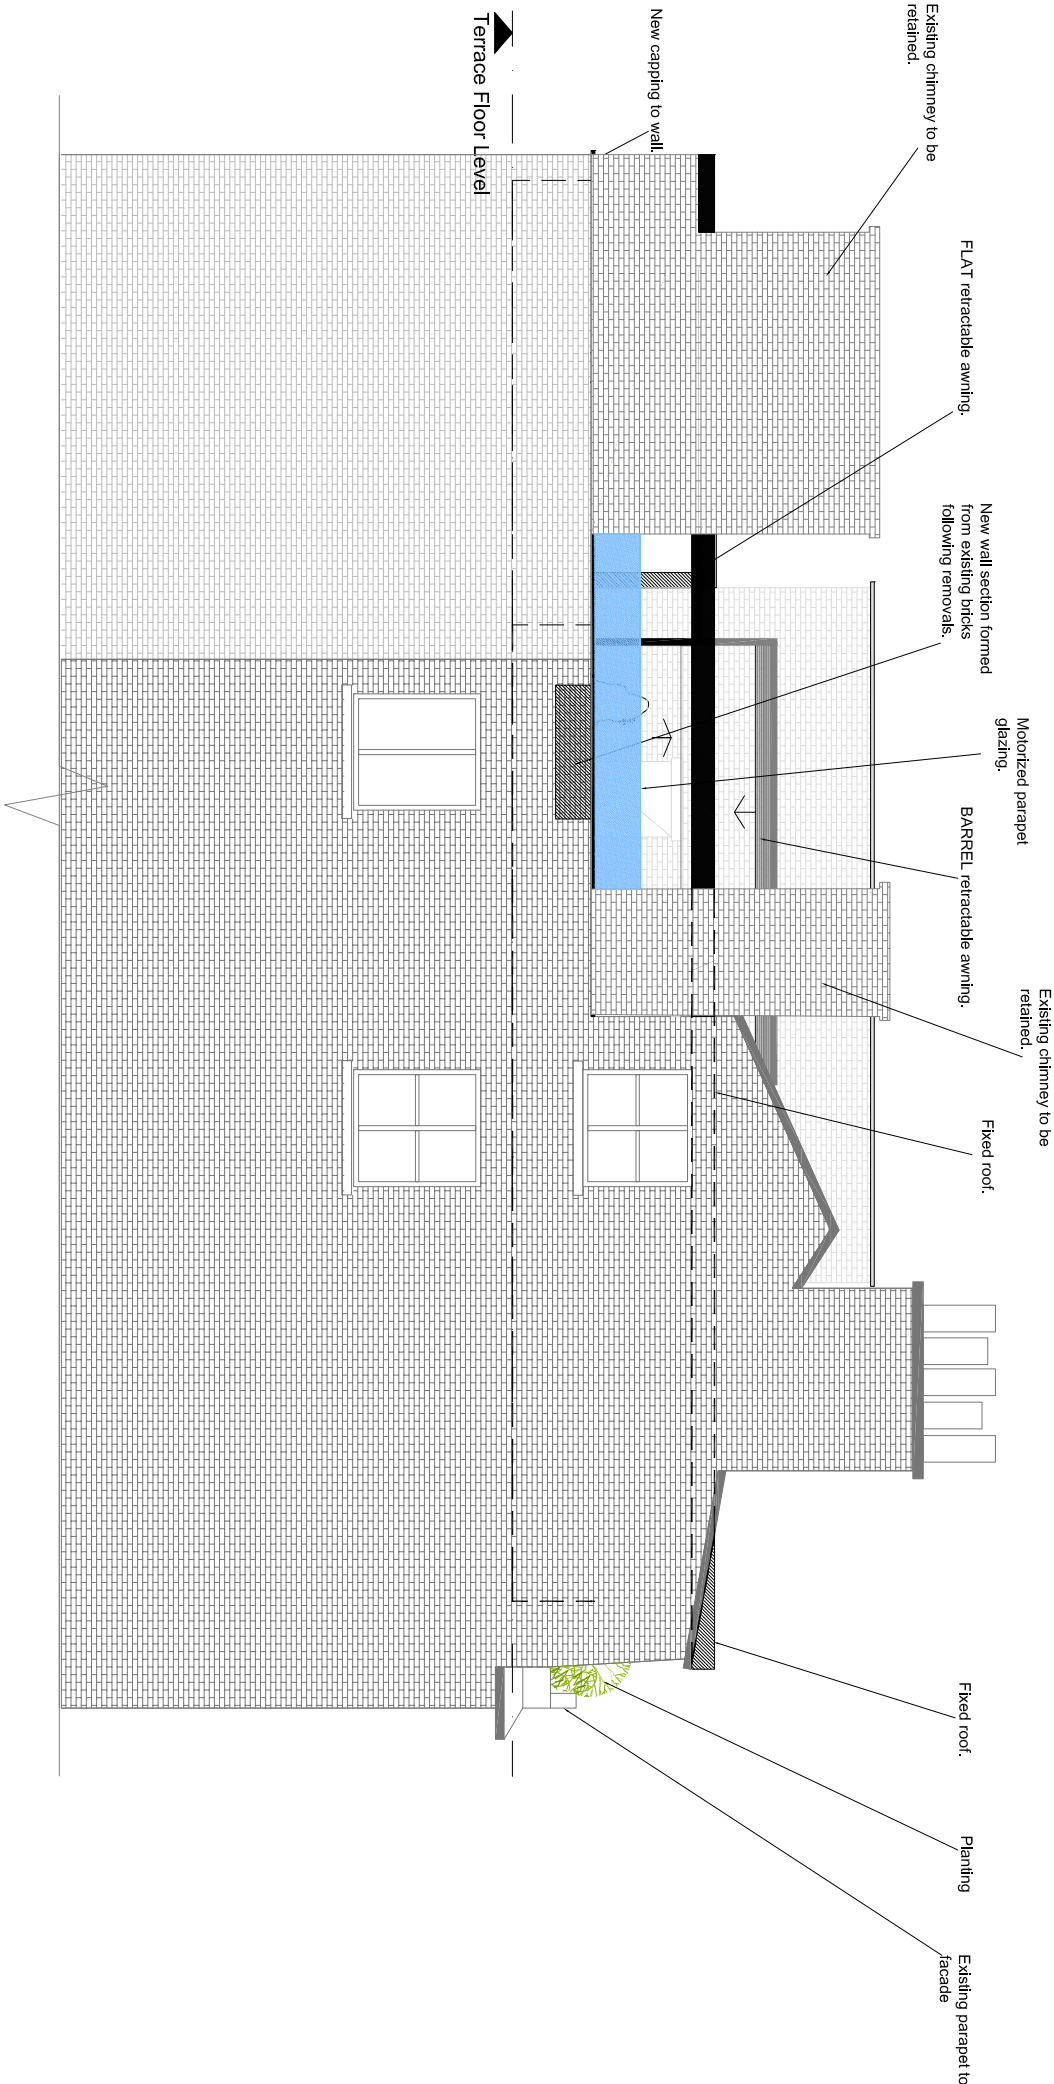 Existing chimney to be
retained.
FLAT retractable awning.
New wall section formed
from existing bricks
following removals.
Motorized parapet
glazing.
BARREL retractable awning.
Existing chimney to be
retained.
Fixed roof.
Fixed roof.
Planting
Existing parapet to
facade
New capping to wall.
Terrace Floor Level